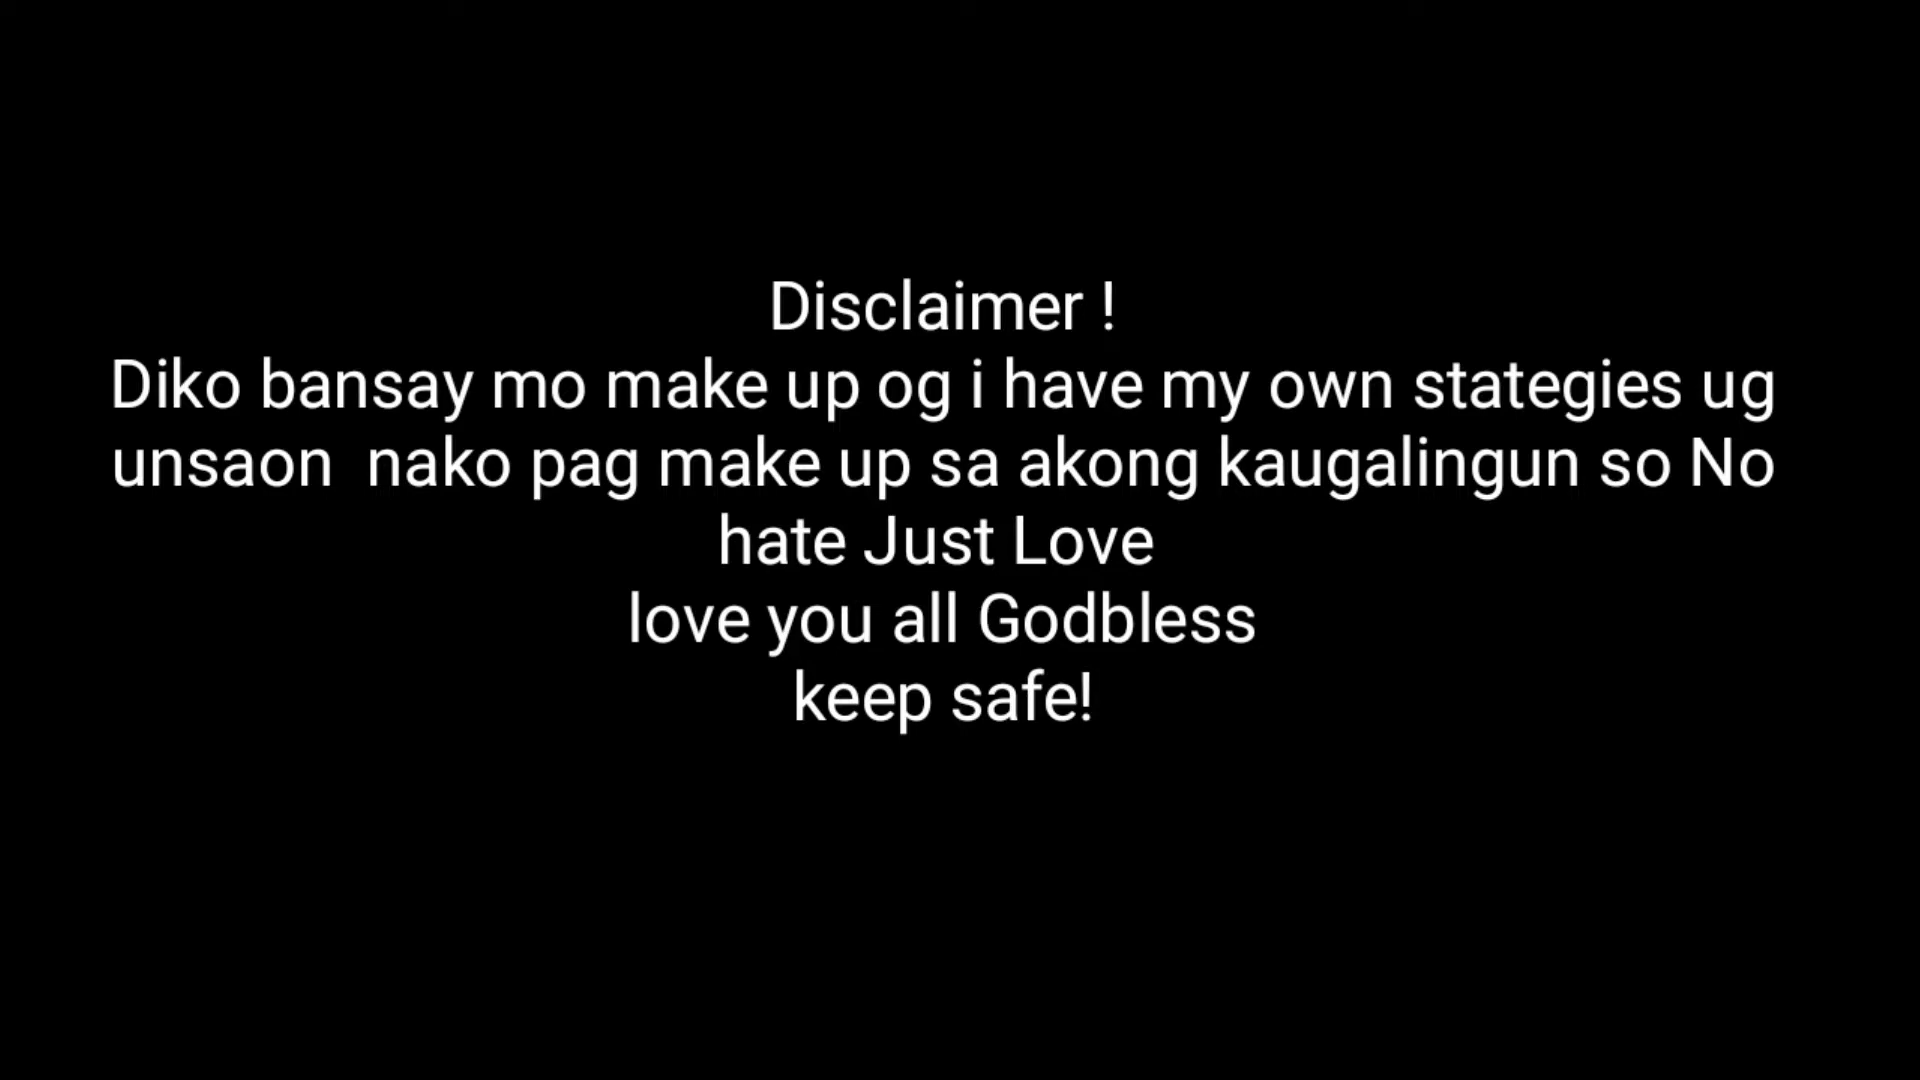 Disclaimer !
Diko bansay mo make up og i have my own stategies ug
unsaon  nako pag make up sa akong kaugalingun so No
hate Just Love
love you all Godbless
keep safe!